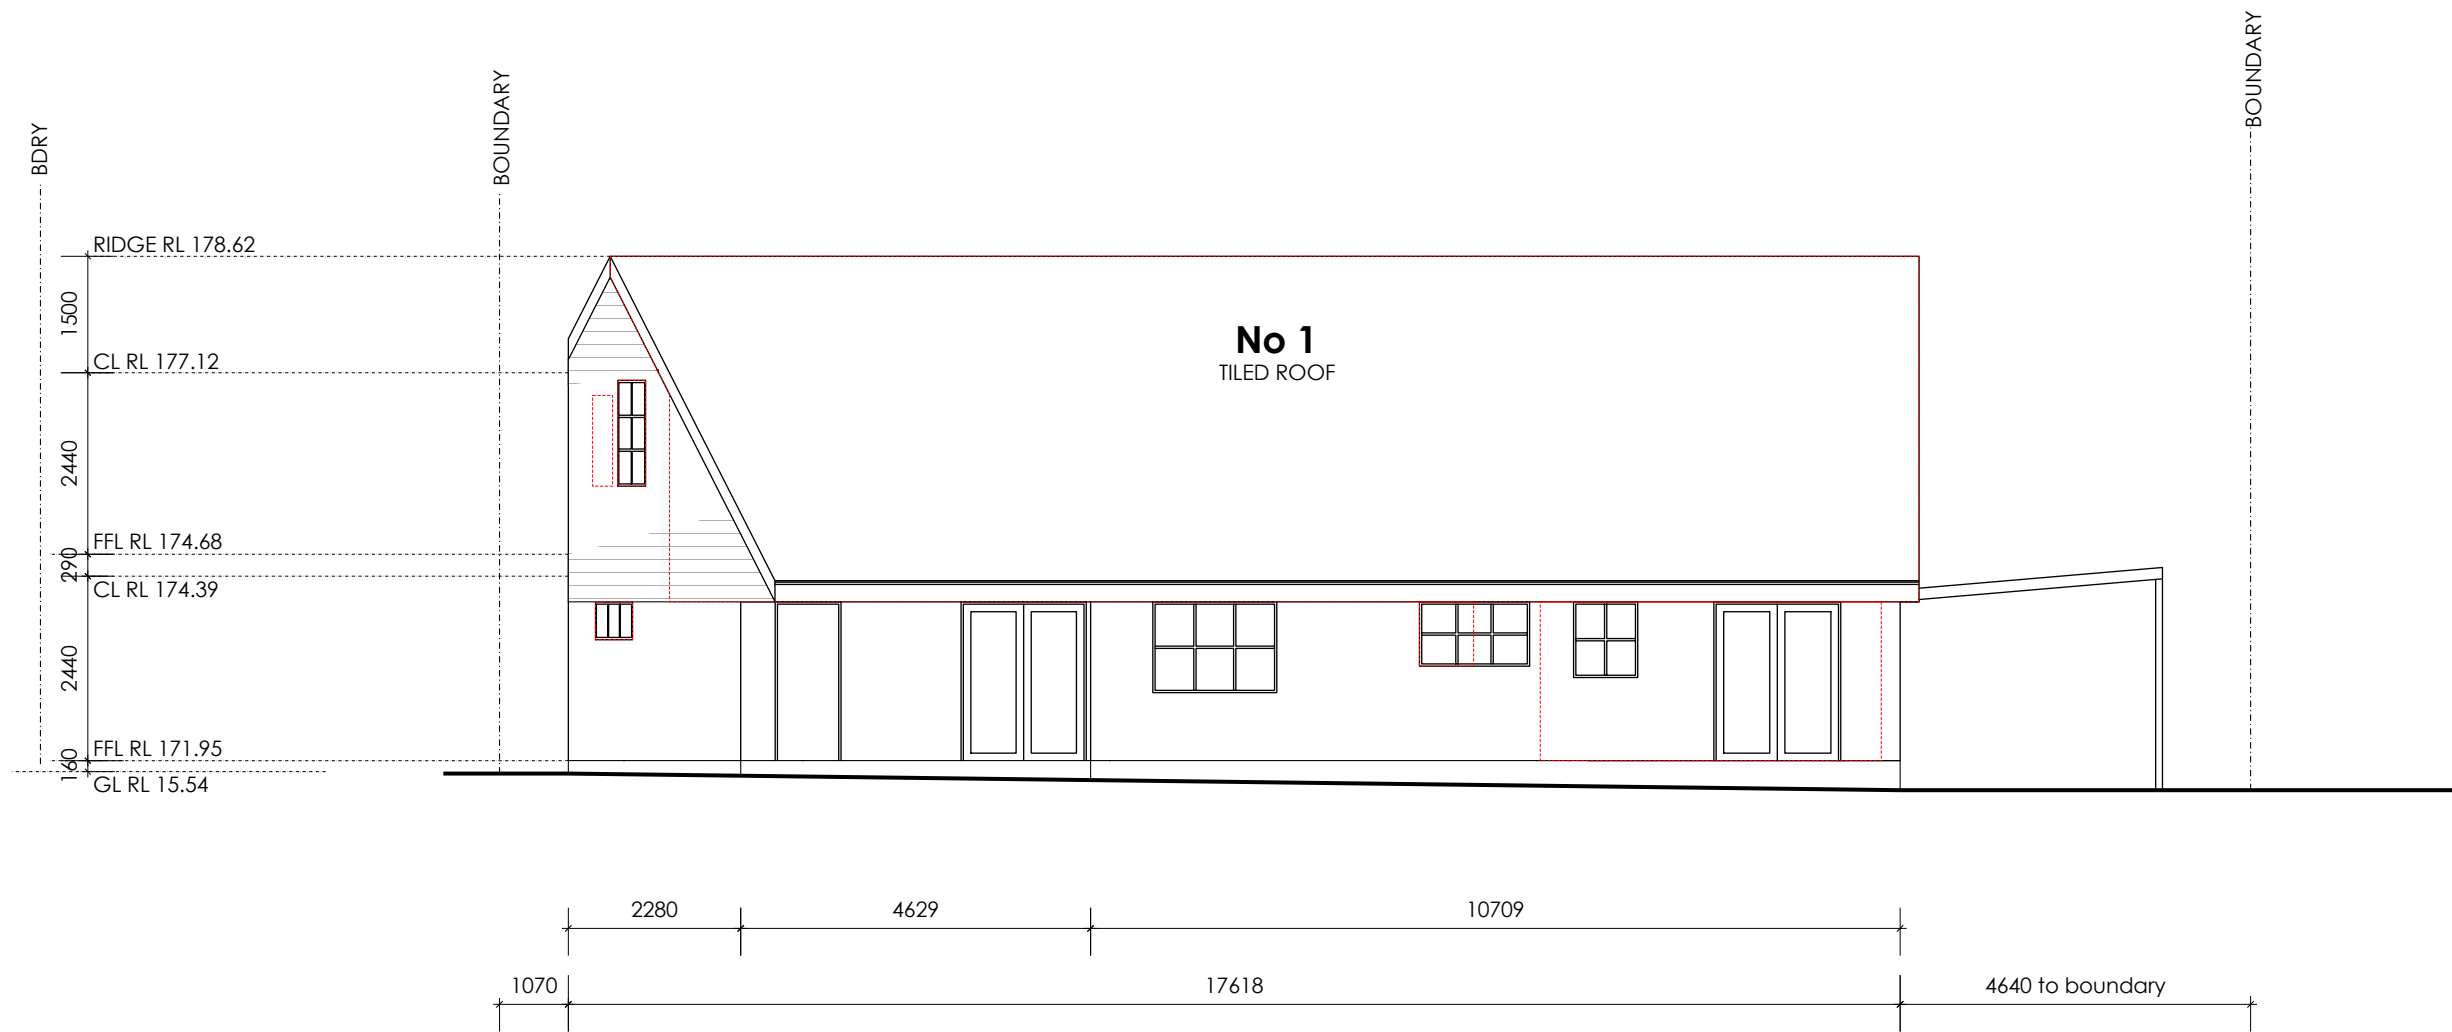 BDRY
BOUNDARY
BOUNDARY
RIDGE RL 178.62
1500
CL RL 177.12
2440
FFL RL 174.68
290
CL RL 174.39
2440
FFL RL 171.95
160
GL RL 15.54
No 1
TILED ROOF
2280
4629
10709
1070
17618
4640 to boundary